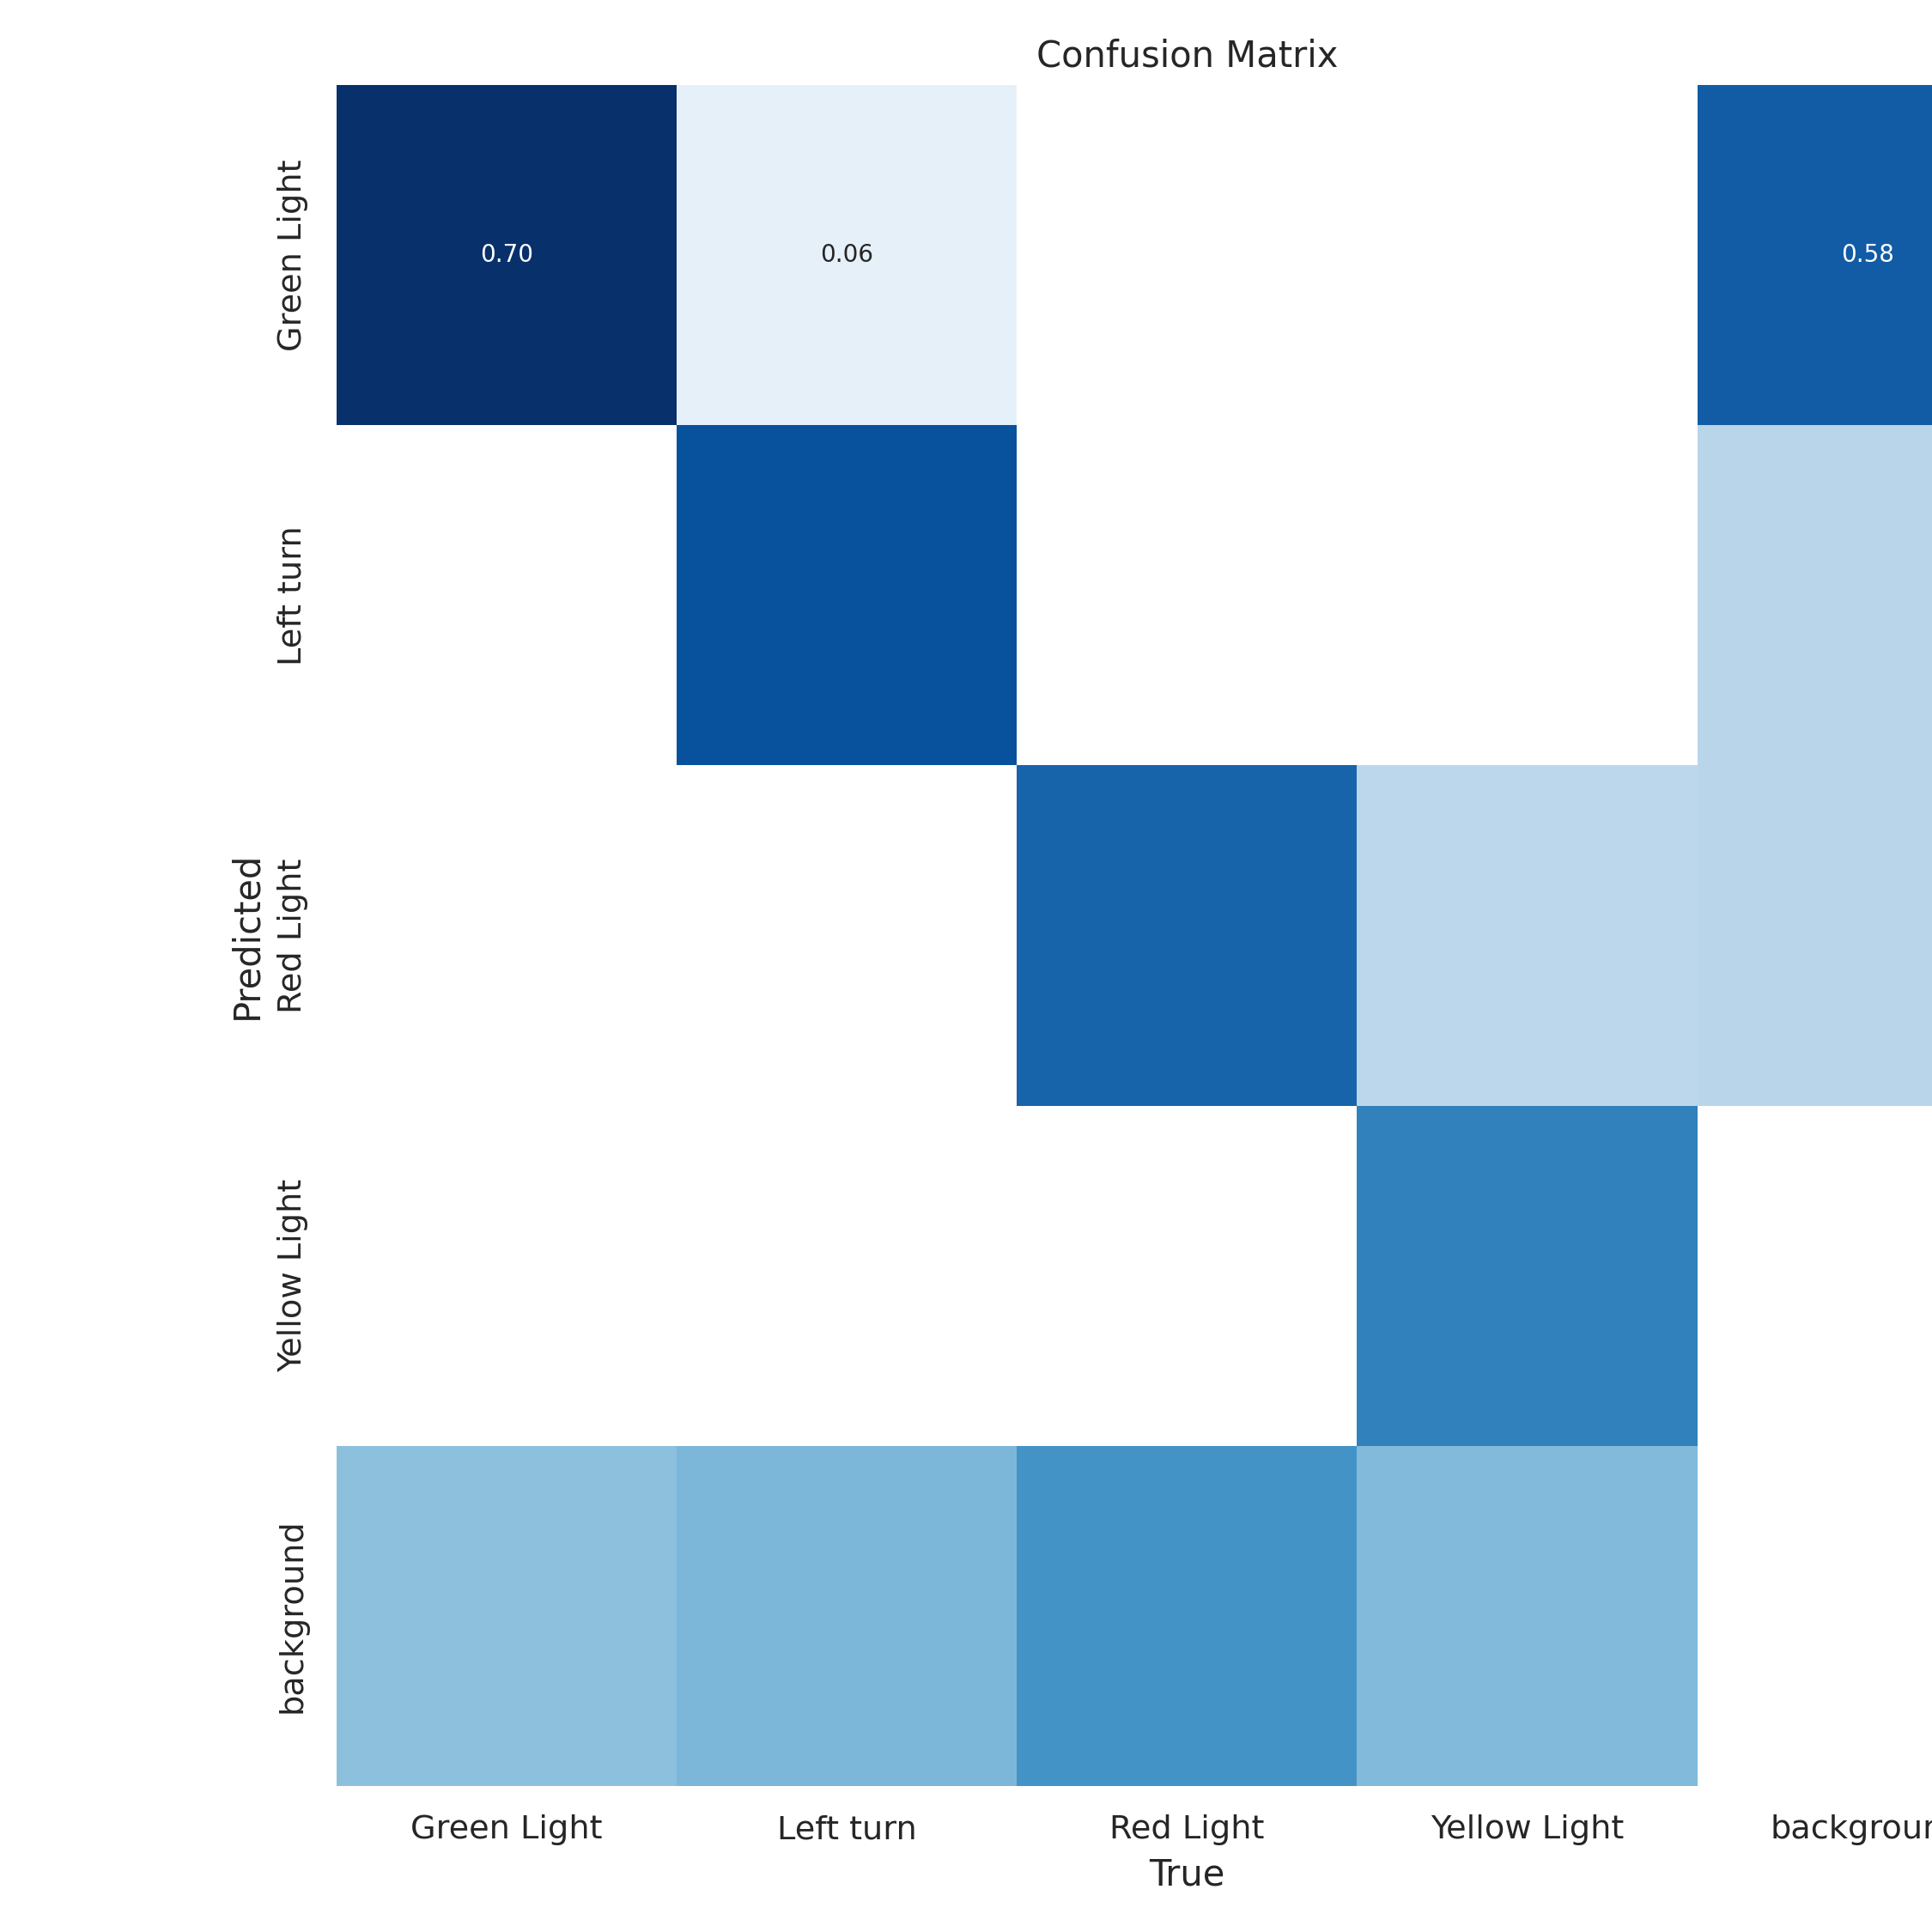 Confusion Matrix
Green Light
0.70
0.06
0.58
Left turn
Predicted
Red Light
Yellow Light
background
Green Light
Left turn
Red Light
Yellow Light
backgroun
True